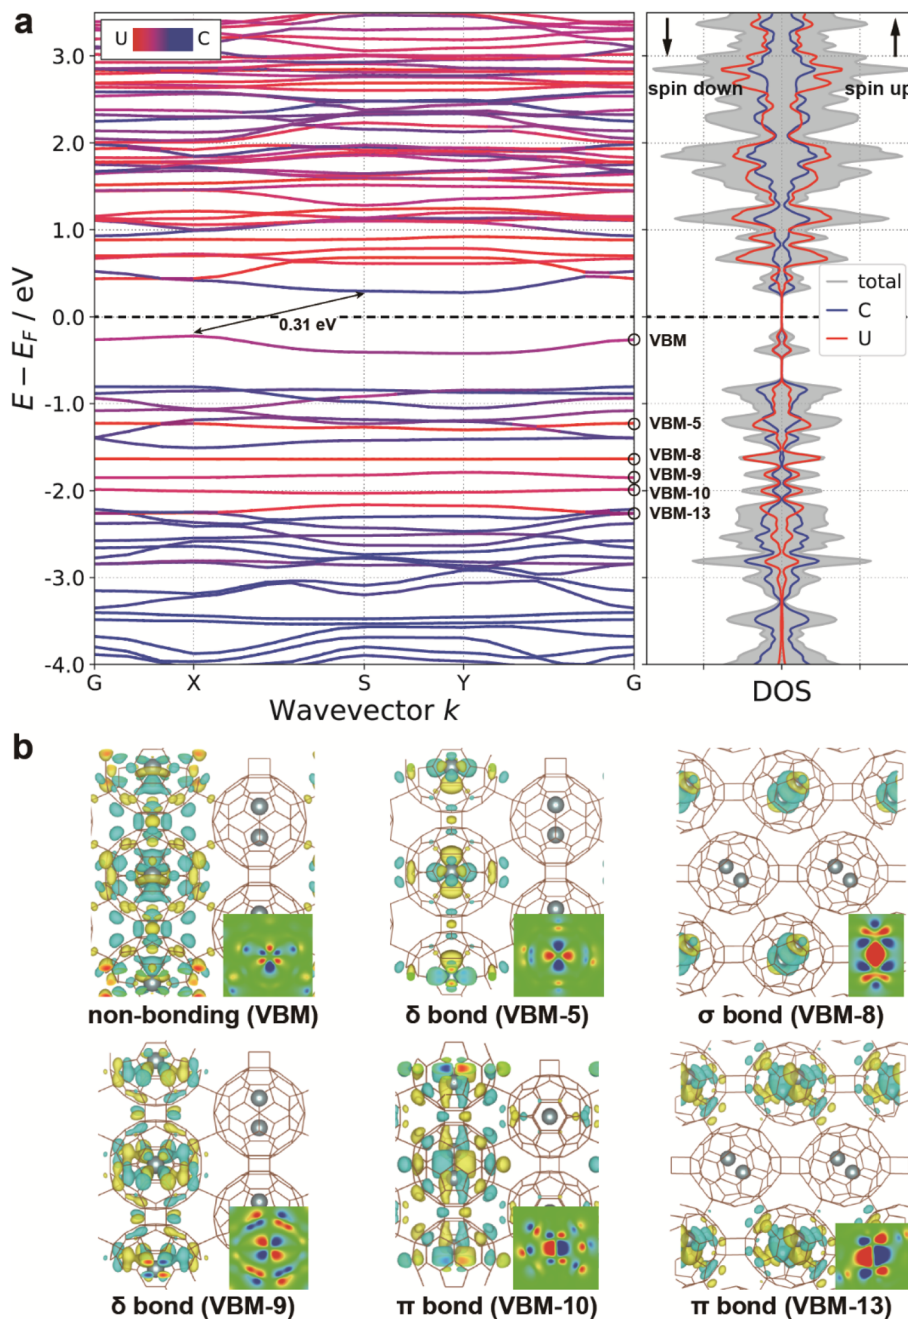 a
U C
3.0
2.0
1.0
0.0
-1.0
-2.0
-3.0
-4.0
E − E_F / eV
0.31 eV
G X S Y G
Wavevector k
VBM
VBM-5
VBM-8
VBM-9
VBM-10
VBM-13
spin down spin up
total
C
U
DOS
b
non-bonding (VBM) δ bond (VBM-5) σ bond (VBM-8)
δ bond (VBM-9) π bond (VBM-10) π bond (VBM-13)